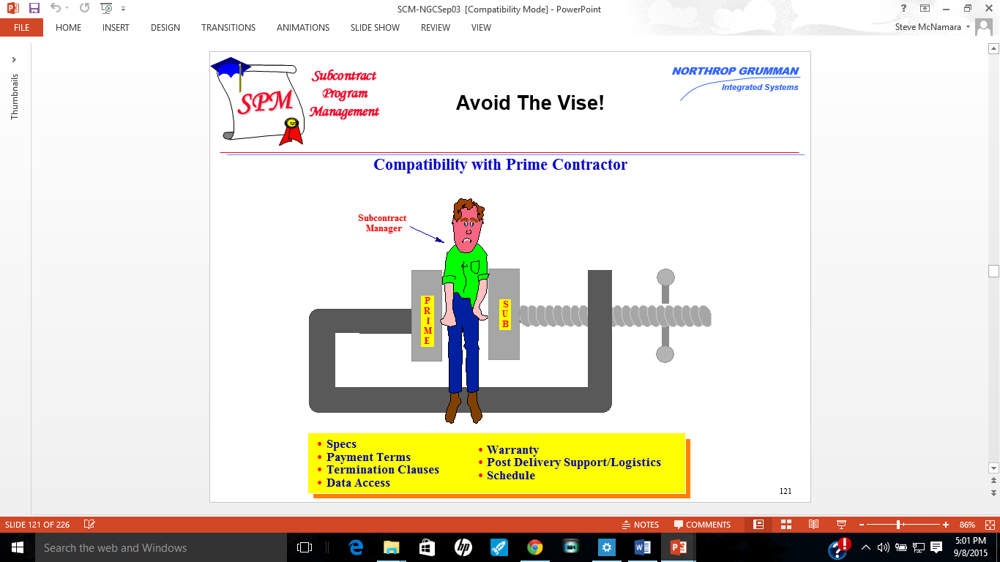 SCM-NGCSep03 [Compatibility Mode] - PowerPoint
?
FILE HOME INSERT DESIGN TRANSITIONS ANIMATIONS SLIDE SHOW REVIEW VIEW
Steve McNamara
Thumbnails
SPM
Subcontract
Program
Management
Avoid The Vise!
NORTHROP GRUMMAN
Integrated Systems
Compatibility with Prime Contractor
Subcontract
Manager
PRIME
SUB
• Specs
• Payment Terms
• Termination Clauses
• Data Access
• Warranty
• Post Delivery Support/Logistics
• Schedule
121
SLIDE 121 OF 226
NOTES
COMMENTS
86%
Search the web and Windows
hp
5:01 PM
9/8/2015